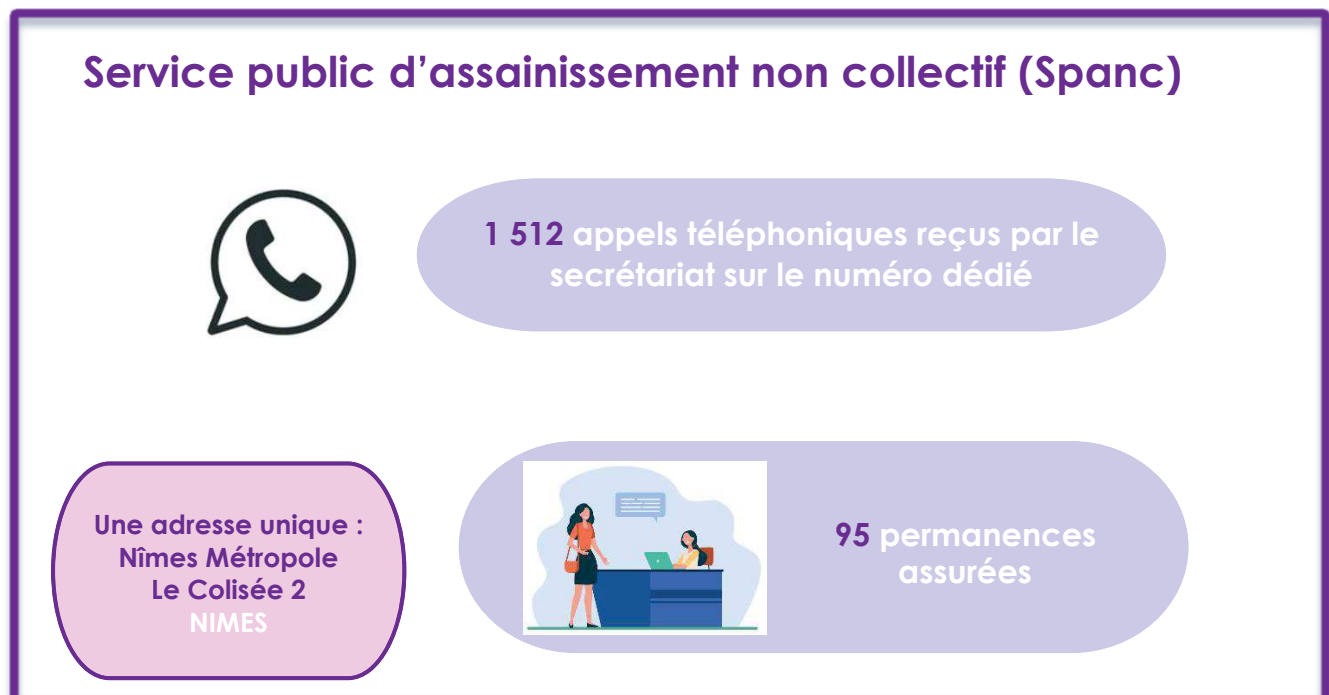 Service public d’assainissement non collectif (Spanc)
1 512 appels téléphoniques reçus par le
secrétariat sur le numéro dédié
Une adresse unique :
Nîmes Métropole
Le Colisée 2
NIMES
95 permanences
assurées